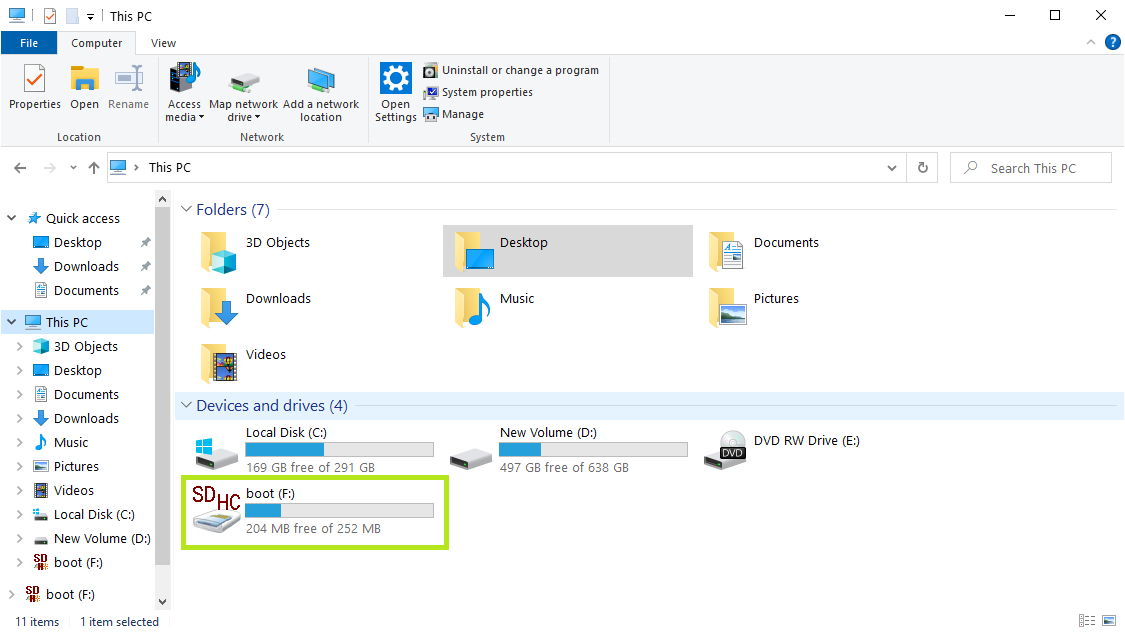 This PC
File
Computer
View
?
Properties
Open
Rename
Access media
Map network drive
Add a network location
Open Settings
Uninstall or change a program
System properties
Manage
Location
Network
System
This PC
Search This PC
Quick access
Desktop
Downloads
Documents
This PC
3D Objects
Desktop
Documents
Downloads
Music
Pictures
Videos
Local Disk (C:)
New Volume (D:)
SD
boot (F:)
SD
boot (F:)
Folders (7)
3D Objects
Desktop
Documents
Downloads
Music
Pictures
Videos
Devices and drives (4)
Local Disk (C:)
169 GB free of 291 GB
New Volume (D:)
497 GB free of 638 GB
DVD
DVD RW Drive (E:)
SD HC
boot (F:)
204 MB free of 252 MB
11 items
1 item selected